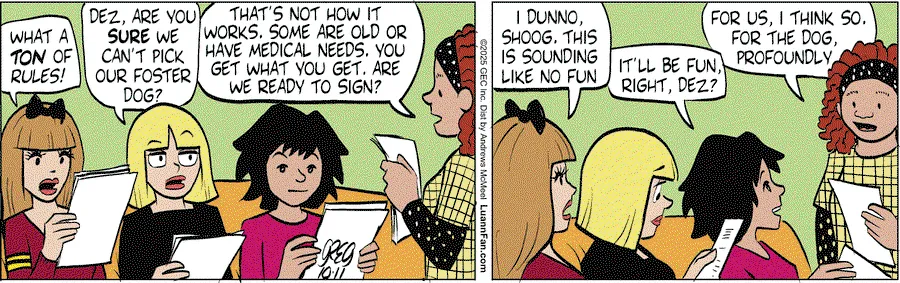 WHAT A
TON OF
RULES!
DEZ, ARE YOU
SURE WE
CAN'T PICK
OUR FOSTER
DOG?
THAT'S NOT HOW IT
WORKS. SOME ARE OLD OR
HAVE MEDICAL NEEDS. YOU
GET WHAT YOU GET. ARE
WE READY TO SIGN?
GREG
10.11
©2025 GEC Inc. Dist by Andrews McMeel LuannFan.com
I DUNNO,
SHOOG. THIS
IS SOUNDING
LIKE NO FUN
IT'LL BE FUN,
RIGHT, DEZ?
FOR US, I THINK SO.
FOR THE DOG,
PROFOUNDLY